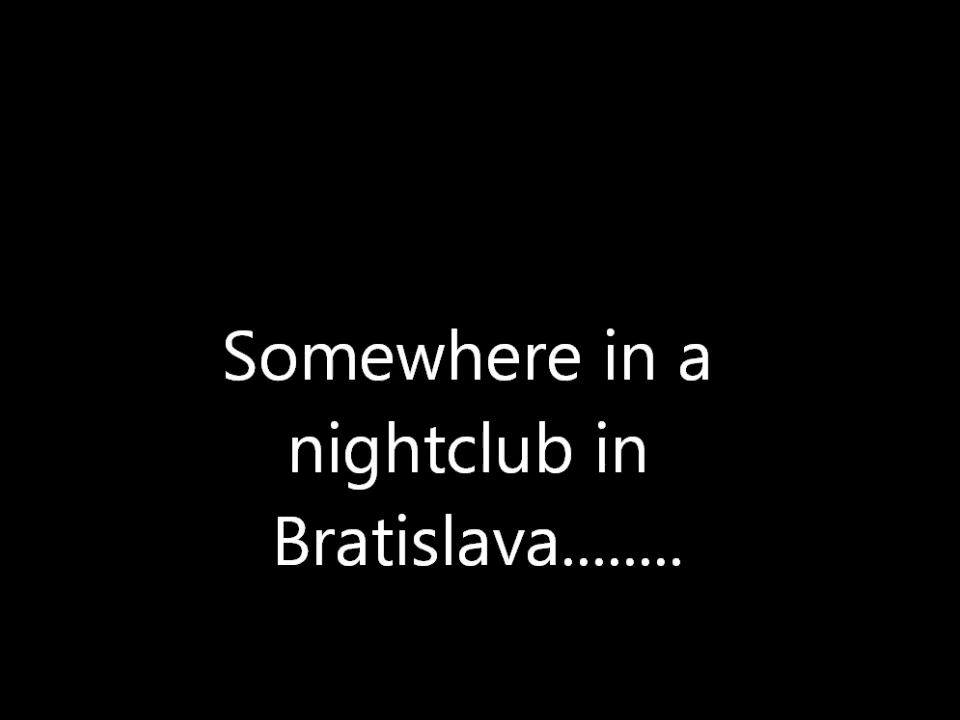 Somewhere in a
nightclub in
Bratislava........